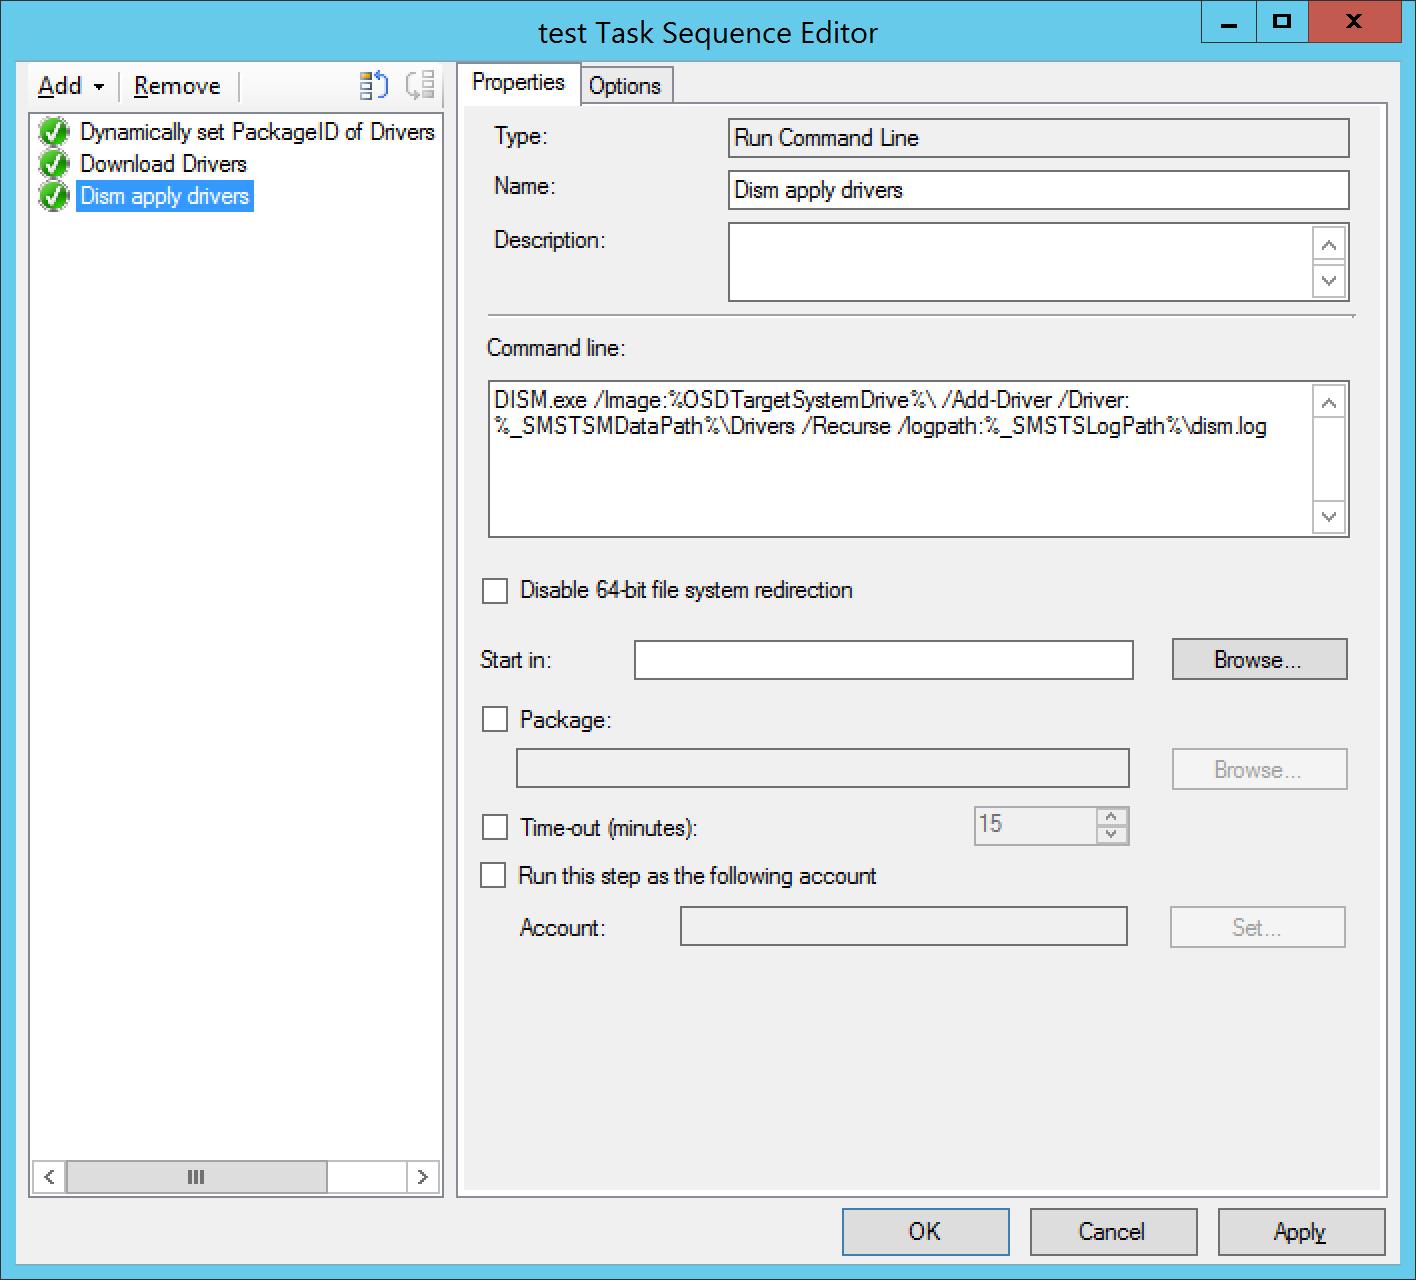 test Task Sequence Editor
Add
Remove
Dynamically set PackageID of Drivers
Download Drivers
Dism apply drivers
Properties
Options
Type:
Run Command Line
Name:
Dism apply drivers
Description:
Command line:
DISM.exe /Image:%OSDTargetSystemDrive%\ /Add-Driver /Driver:
%_SMSTSMDataPath%\Drivers /Recurse /logpath:%_SMSTSLogPath%\dism.log
Disable 64-bit file system redirection
Start in:
Browse...
Package:
Browse...
Time-out (minutes):
15
Run this step as the following account
Account:
Set...
OK
Cancel
Apply